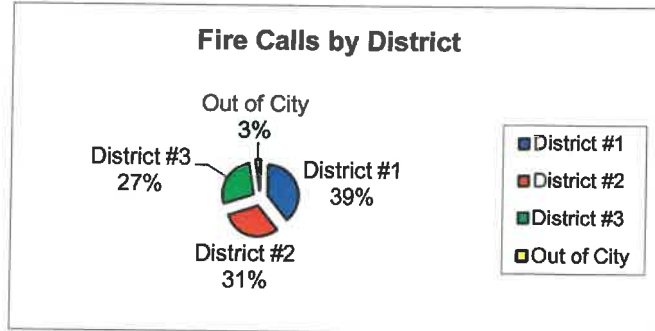 Fire Calls by District
Out of City
3%
District #3
27%
District #1
39%
District #2
31%
District #1
District #2
District #3
Out of City